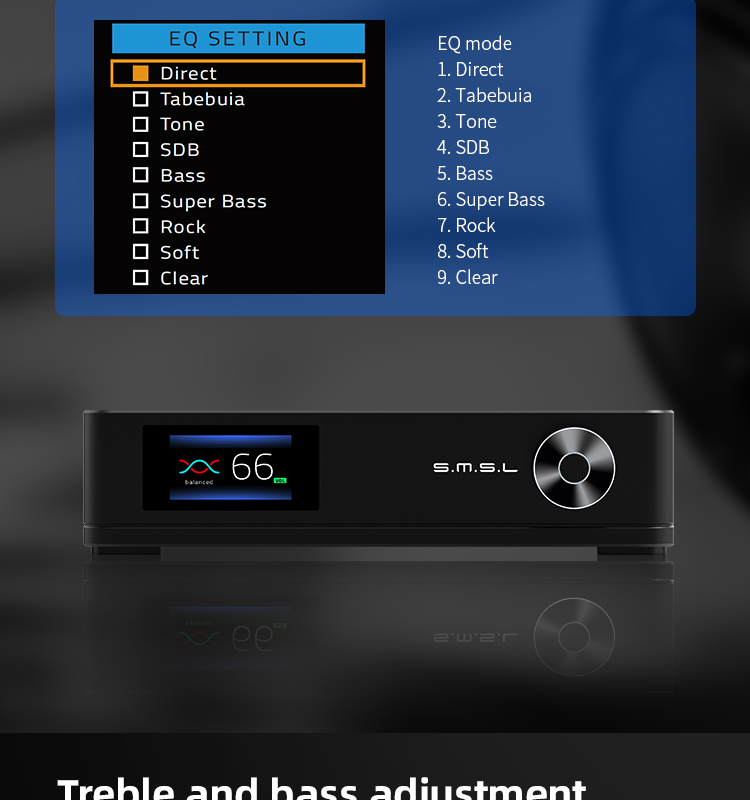 EQ SETTING
Direct
Tabebuia
Tone
SDB
Bass
Super Bass
Rock
Soft
Clear
EQ mode
1. Direct
2. Tabebuia
3. Tone
4. SDB
5. Bass
6. Super Bass
7. Rock
8. Soft
9. Clear
balanced
66
VOL
S.M.S.L
Treble and bass adjustment